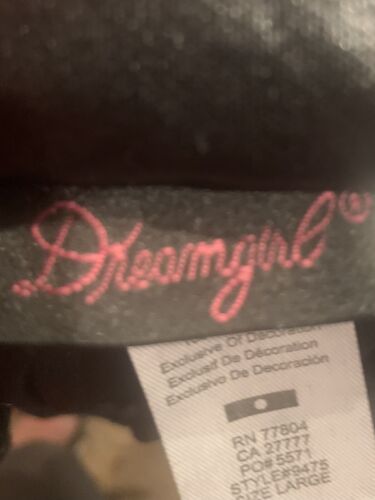 Dreamgirl®
Exclusive Of Decoration
Exclusif De Décoration
Exclusivo De Decoración
RN 77804
CA 27777
PO# 5571
STYLE#9475
SIZE LARGE